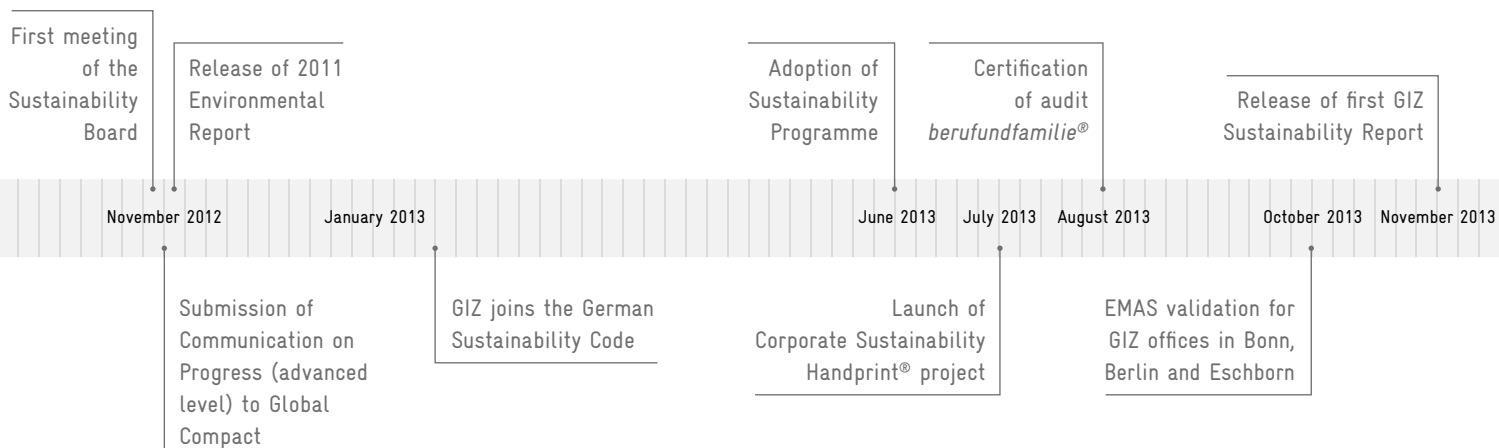 First meeting
of the
Sustainability
Board
Release of 2011
Environmental
Report
Adoption of
Sustainability
Programme
Certification
of audit
berufundfamilie®
Release of first GIZ
Sustainability Report
November 2012
January 2013
June 2013
July 2013
August 2013
October 2013
November 2013
Submission of
Communication on
Progress (advanced
level) to Global
Compact
GIZ joins the German
Sustainability Code
Launch of
Corporate Sustainability
Handprint® project
EMAS validation for
GIZ offices in Bonn,
Berlin and Eschborn